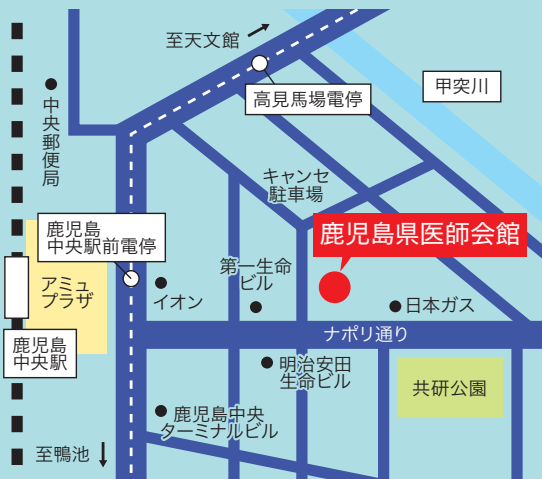 至天文館
中央郵便局
高見馬場電停
甲突川
キャンセ
駐車場
鹿児島
中央駅前電停
鹿児島県医師会館
アミュ
プラザ
イオン
第一生命
ビル
日本ガス
ナポリ通り
鹿児島
中央駅
明治安田
生命ビル
共研公園
鹿児島中央
ターミナルビル
至鴨池